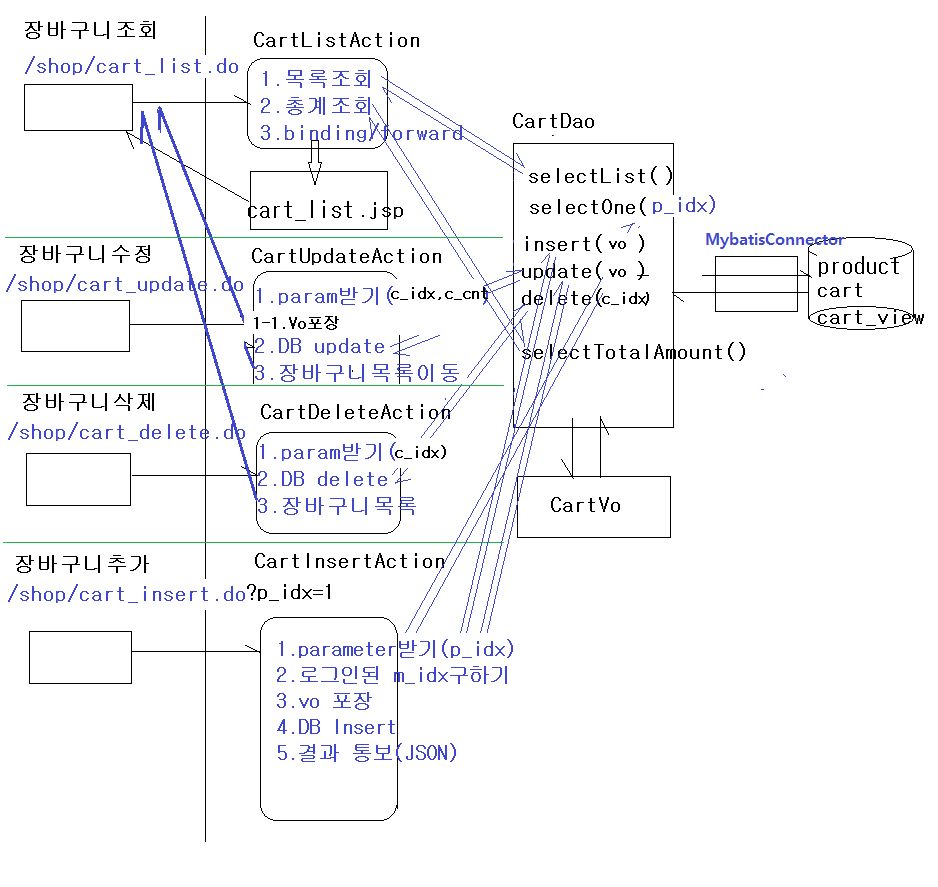 장바구니조회
/shop/cart_list.do
CartListAction
1.목록조회
2.총계조회
3.binding/forward
cart_list.jsp
장바구니수정
/shop/cart_update.do
CartUpdateAction
1.param받기(c_idx,c_cnt)
1-1.Vo포장
2.DB update
3.장바구니목록이동
장바구니삭제
/shop/cart_delete.do
CartDeleteAction
1.param받기(c_idx)
2.DB delete
3.장바구니목록
장바구니추가
/shop/cart_insert.do?p_idx=1
CartInsertAction
1.parameter받기(p_idx)
2.로그인된 m_idx구하기
3.vo 포장
4.DB Insert
5.결과 통보(JSON)
CartDao
selectList()
selectOne(p_idx)
insert(vo )
update(vo )
delete(c_idx)
selectTotalAmount()
CartVo
MybatisConnector
product
cart
cart_view